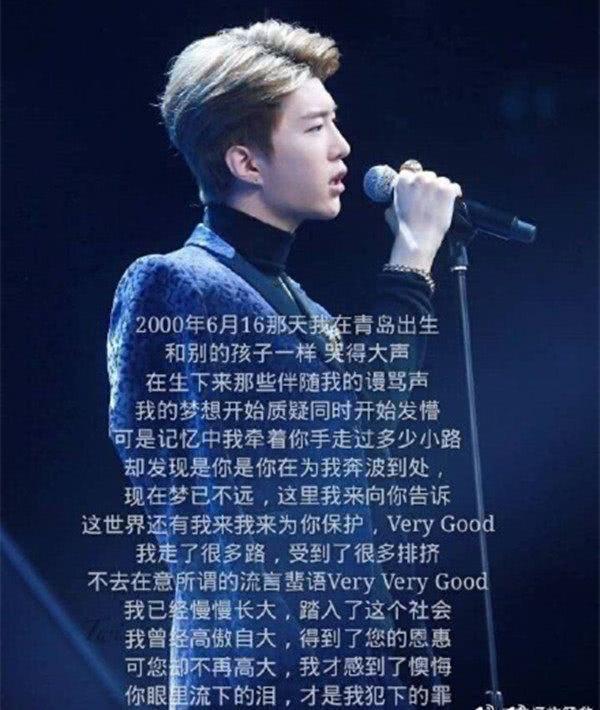 2000年6月16那天我在青岛出生
和别的孩子一样 哭得大声
在生下来那些伴随我的谩骂声
我的梦想开始质疑同时开始发懵
可是记忆中我牵着你手走过多少小路
却发现是你是你在为我奔波到处，
现在梦已不远，这里我来向你告诉
这世界还有我来我来为你保护，Very Good
我走了很多路，受到了很多排挤
不去在意所谓的流言蜚语Very Very Good
我已经慢慢长大，踏入了这个社会
我曾经高傲自大，得到了您的恩惠
可您却不再高大，我才感到了懊悔
你眼里流下的泪，才是我犯下的罪